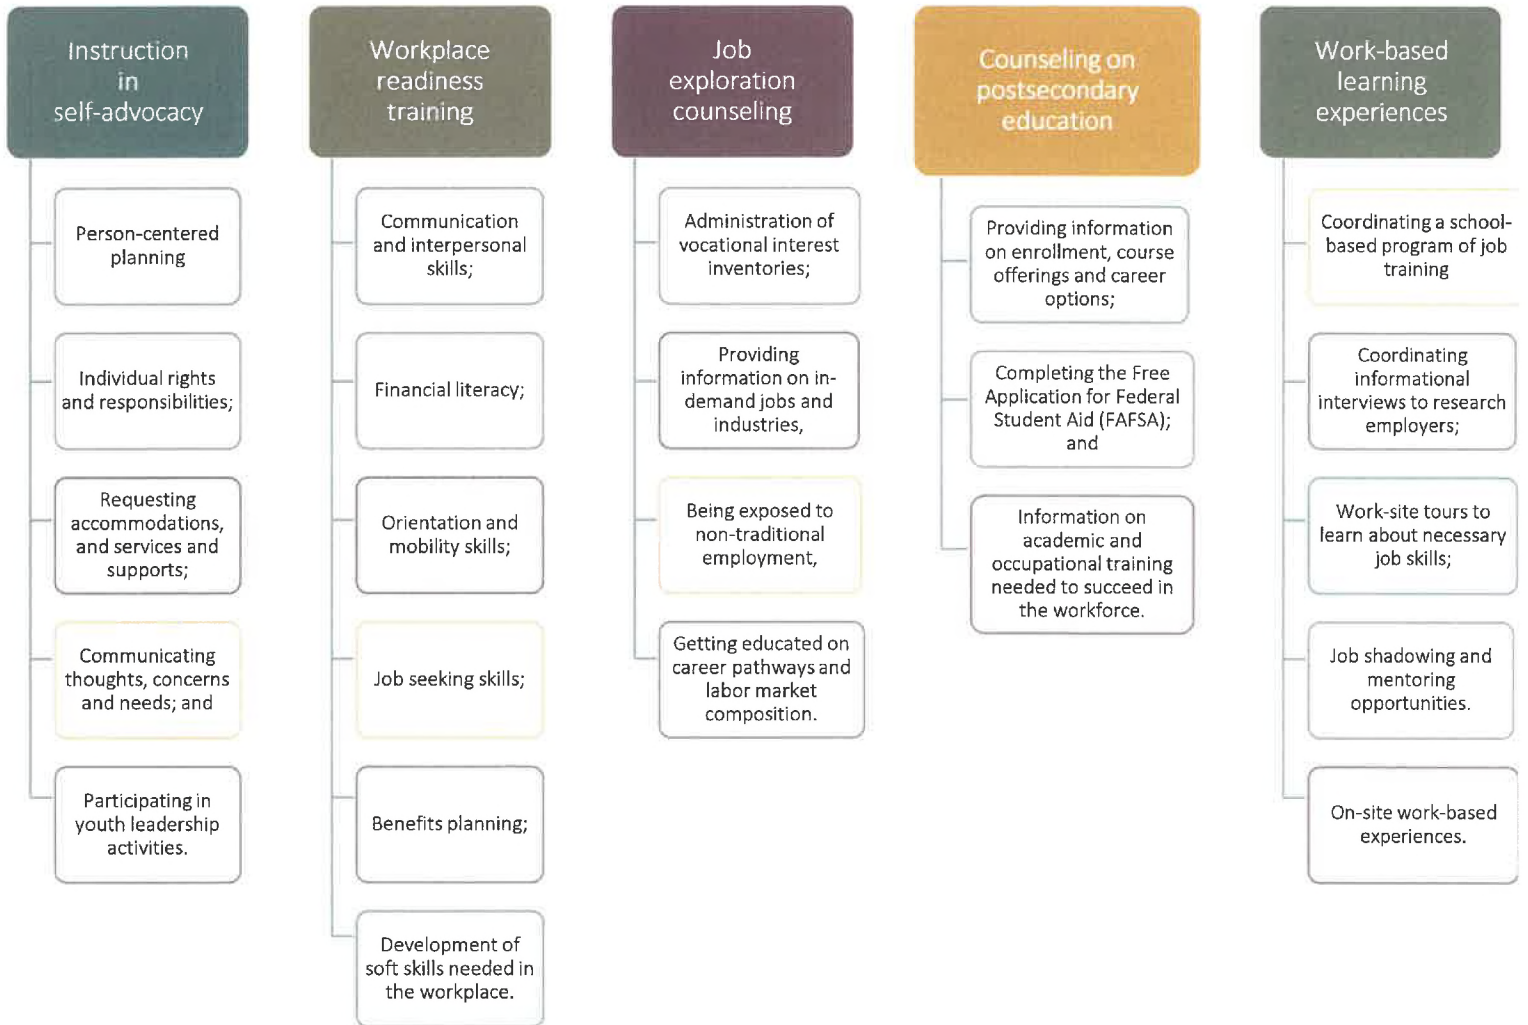 Instruction
in
self-advocacy
Person-centered
planning
Individual rights
and responsibilities;
Requesting
accommodations,
and services and
supports;
Communicating
thoughts, concerns
and needs; and
Participating in
youth leadership
activities.
Workplace
readiness
training
Communication
and interpersonal
skills;
Financial literacy;
Orientation and
mobility skills;
Job seeking skills;
Benefits planning;
Development of
soft skills needed in
the workplace.
Job
exploration
counseling
Administration of
vocational interest
inventories;
Providing
information on in-
demand jobs and
industries,
Being exposed to
non-traditional
employment,
Getting educated on
career pathways and
labor market
composition.
Counseling on
postsecondary
education
Providing information
on enrollment, course
offerings and career
options;
Completing the Free
Application for Federal
Student Aid (FAFSA);
and
Information on
academic and
occupational training
needed to succeed in
the workforce.
Work-based
learning
experiences
Coordinating a school-
based program of job
training
Coordinating
informational
interviews to research
employers;
Work-site tours to
learn about necessary
job skills;
Job shadowing and
mentoring
opportunities.
On-site work-based
experiences.